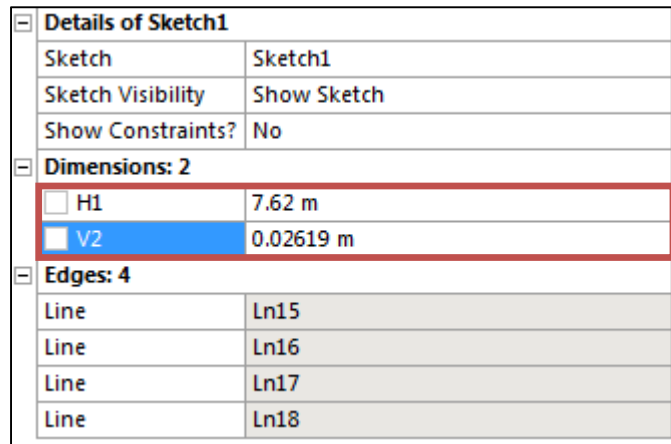 Details of Sketch1
Sketch Sketch1
Sketch Visibility Show Sketch
Show Constraints? No
Dimensions: 2
H1 7.62 m
V2 0.02619 m
Edges: 4
Line Ln15
Line Ln16
Line Ln17
Line Ln18